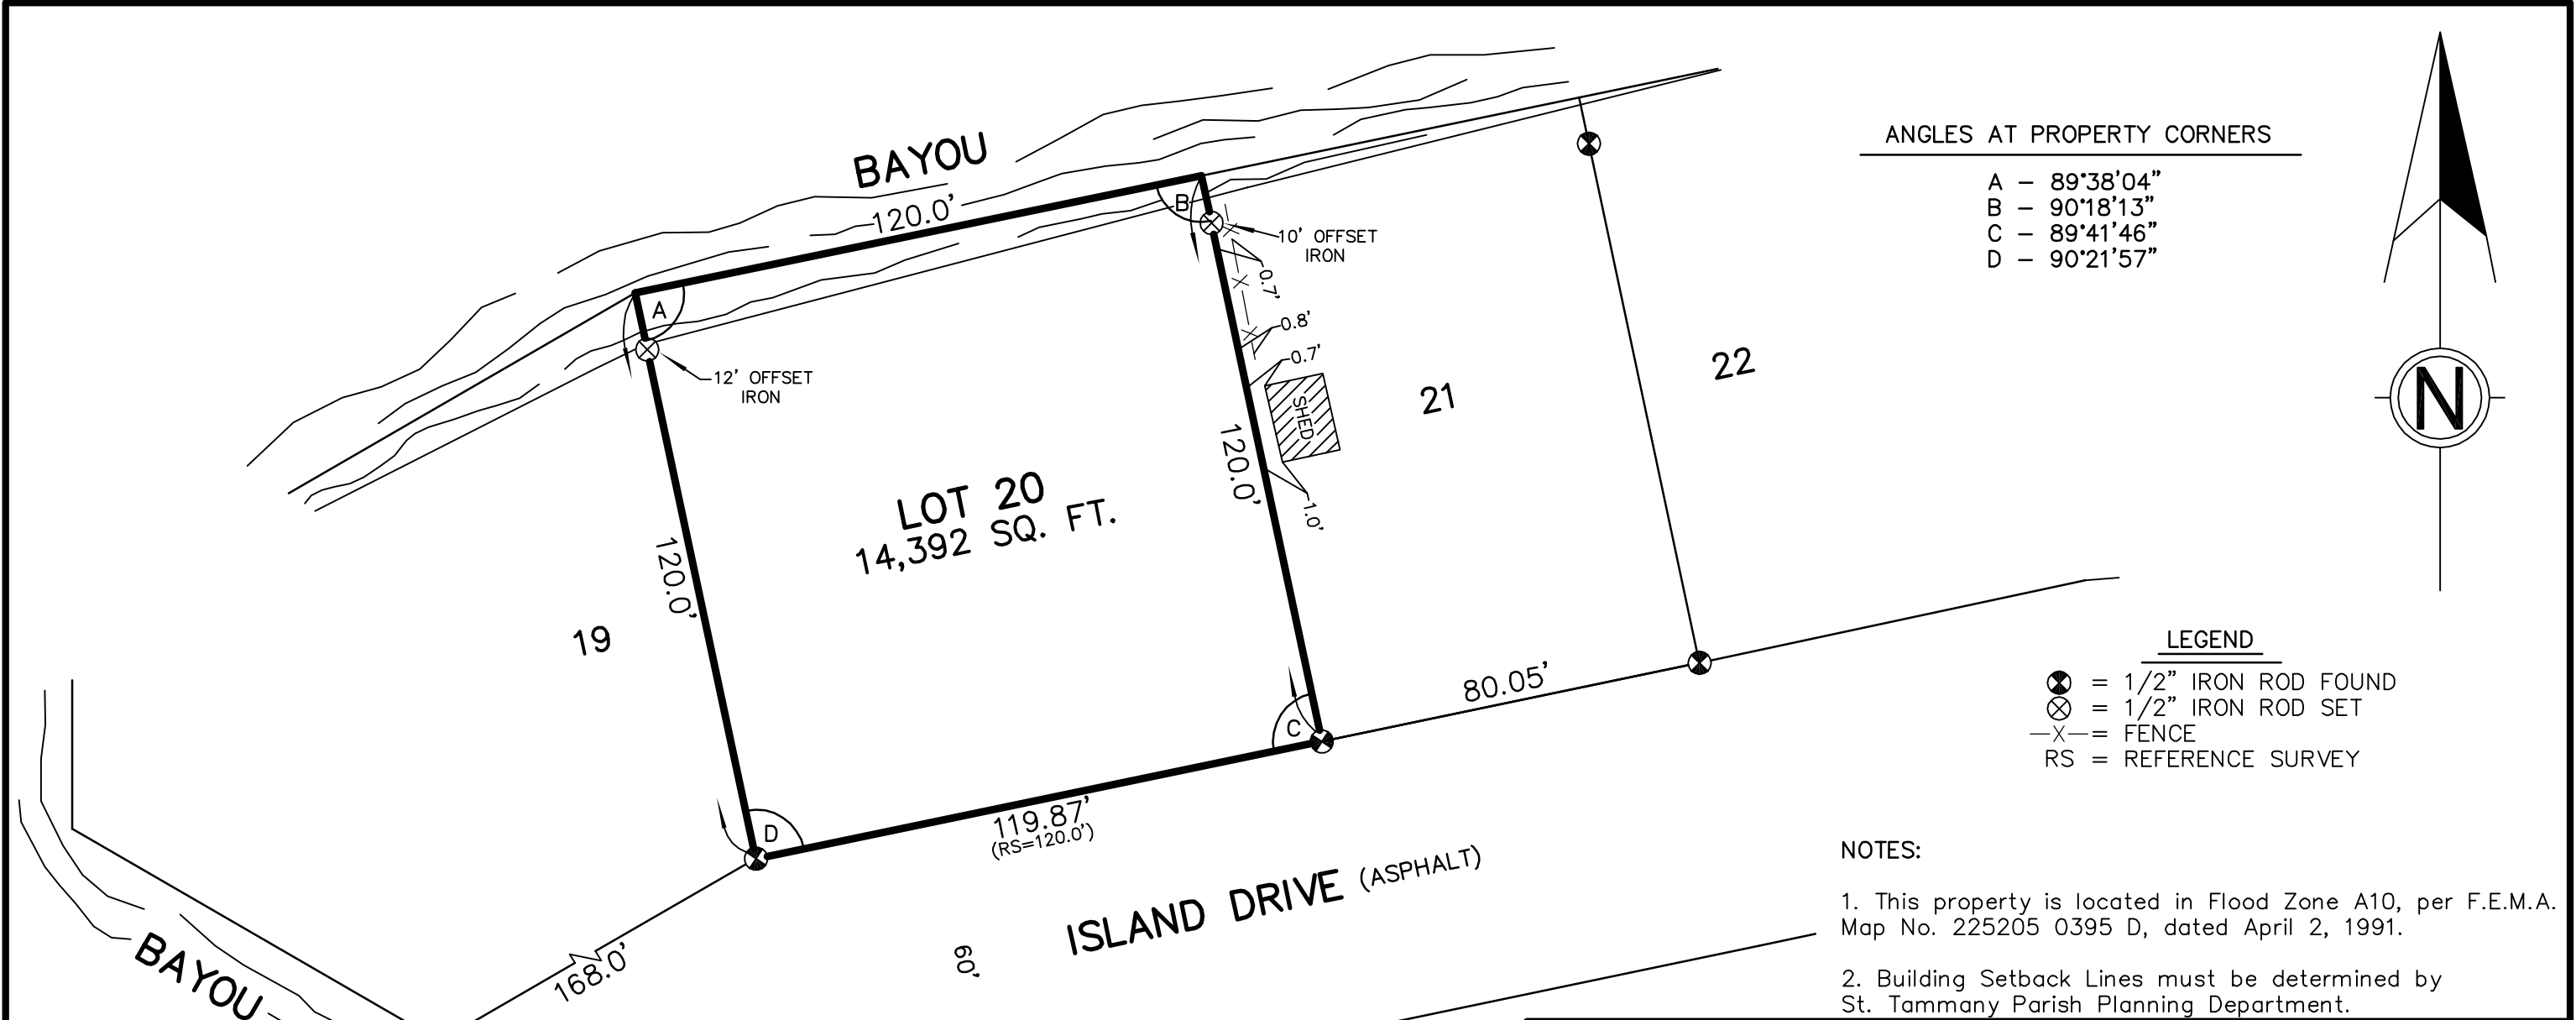 BAYOU
120.0'
A
B
10' OFFSET
IRON
12' OFFSET
IRON
0.7'
0.8'
0.7'
SHED
1.0'
120.0'
120.0'
LOT 20
14,392 SQ. FT.
19
21
22
C
D
80.05'
119.87'
(RS=120.0')
ISLAND DRIVE (ASPHALT)
60'
168.0'
BAYOU
ANGLES AT PROPERTY CORNERS
A – 89°38'04"
B – 90°18'13"
C – 89°41'46"
D – 90°21'57"
N
LEGEND
= 1/2" IRON ROD FOUND
= 1/2" IRON ROD SET
—X—= FENCE
RS = REFERENCE SURVEY
NOTES:
1. This property is located in Flood Zone A10, per F.E.M.A.
Map No. 225205 0395 D, dated April 2, 1991.
2. Building Setback Lines must be determined by
St. Tammany Parish Planning Department.